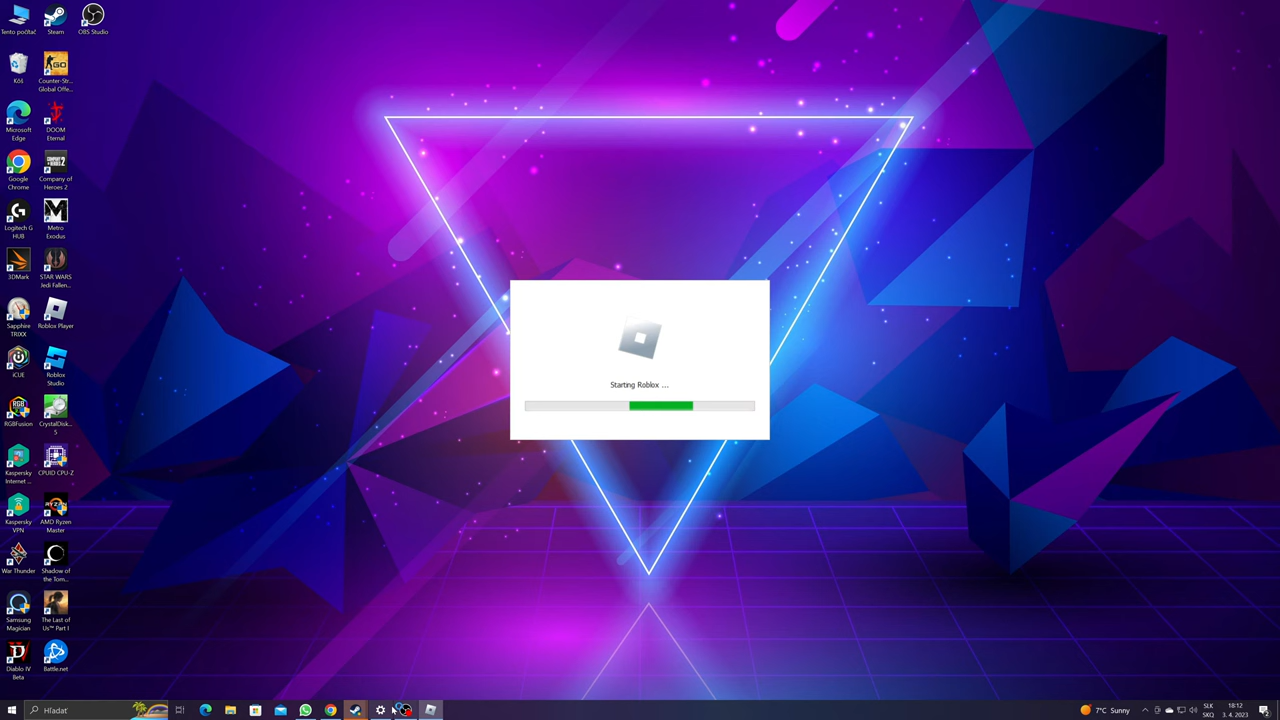 Tento počítač
Steam
OBS Studio
Kôš
Counter-Str...
Global Offe...
Microsoft
Edge
DOOM
Eternal
Google
Chrome
Company of
Heroes 2
Logitech G
HUB
Metro
Exodus
3DMark
STAR WARS
Jedi Fallen...
Sapphire
TRIXX
Roblox Player
iCUE
Roblox
Studio
RGBFusion
CrystalDisk...
5
Kaspersky
Internet ...
CPUID CPU-Z
Kaspersky
VPN
AMD Ryzen
Master
War Thunder
Shadow of
the Tom...
Samsung
Magician
The Last of
Us™ Part I
Diablo IV
Beta
Battle.net
Starting Roblox ...
Hľadať
7°C Sunny
SLK
SKQ
18:12
3. 4. 2023